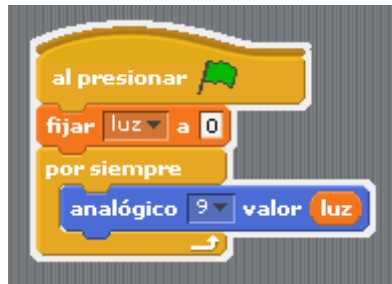 al presionar
fijar luz a 0
por siempre
analógico 9 valor luz